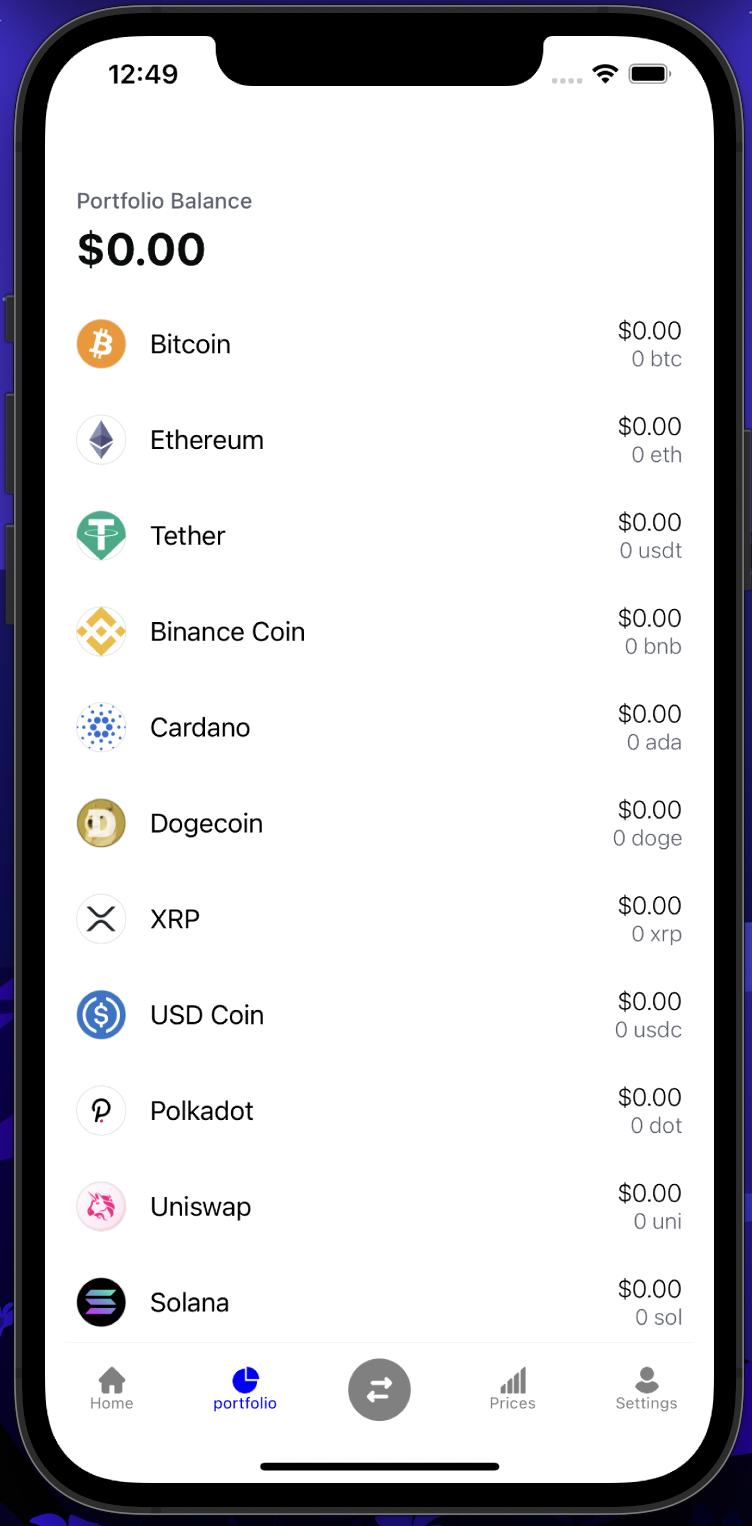 12:49
Portfolio Balance
$0.00
Bitcoin
$0.00
0 btc
Ethereum
$0.00
0 eth
Tether
$0.00
0 usdt
Binance Coin
$0.00
0 bnb
Cardano
$0.00
0 ada
Dogecoin
$0.00
0 doge
XRP
$0.00
0 xrp
USD Coin
$0.00
0 usdc
Polkadot
$0.00
0 dot
Uniswap
$0.00
0 uni
Solana
$0.00
0 sol
Home
portfolio
Prices
Settings